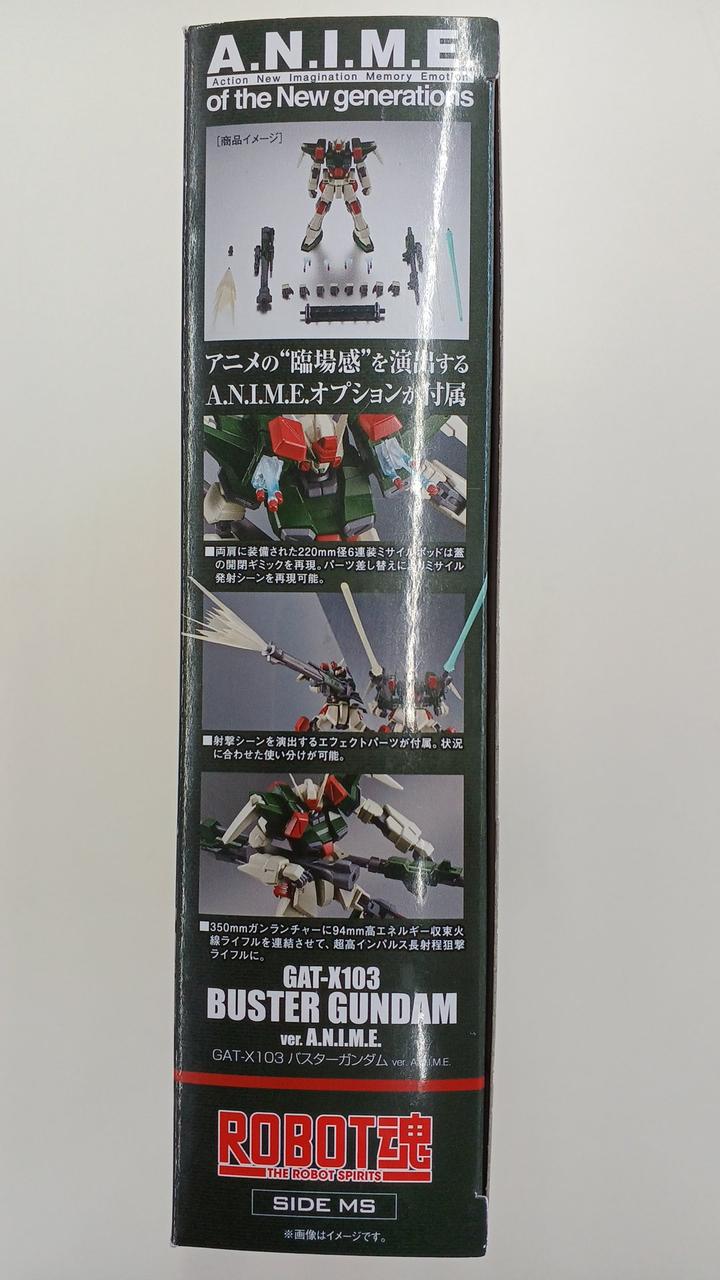 A.N.I.M.E.
Action New Imagination Memory Emotion
of the New generations
[商品イメージ]
アニメの“臨場感”を演出する
A.N.I.M.E.オプションが付属
■両肩に装備された220mm径6連装ミサイルポッドは蓋
の開閉ギミックを再現。パーツ差し替えによりミサイル
発射シーンを再現可能。
■射撃シーンを演出するエフェクトパーツが付属。状況
に合わせた使い分けが可能。
■350mmガンランチャーに94mm高エネルギー収束火
線ライフルを連結させて、超高インパルス長射程狙撃
ライフルに。
GAT-X103
BUSTER GUNDAM
ver. A.N.I.M.E.
GAT-X103 バスターガンダム ver. A.N.I.M.E.
ROBOT魂
THE ROBOT SPIRITS
SIDE MS
※画像はイメージです。